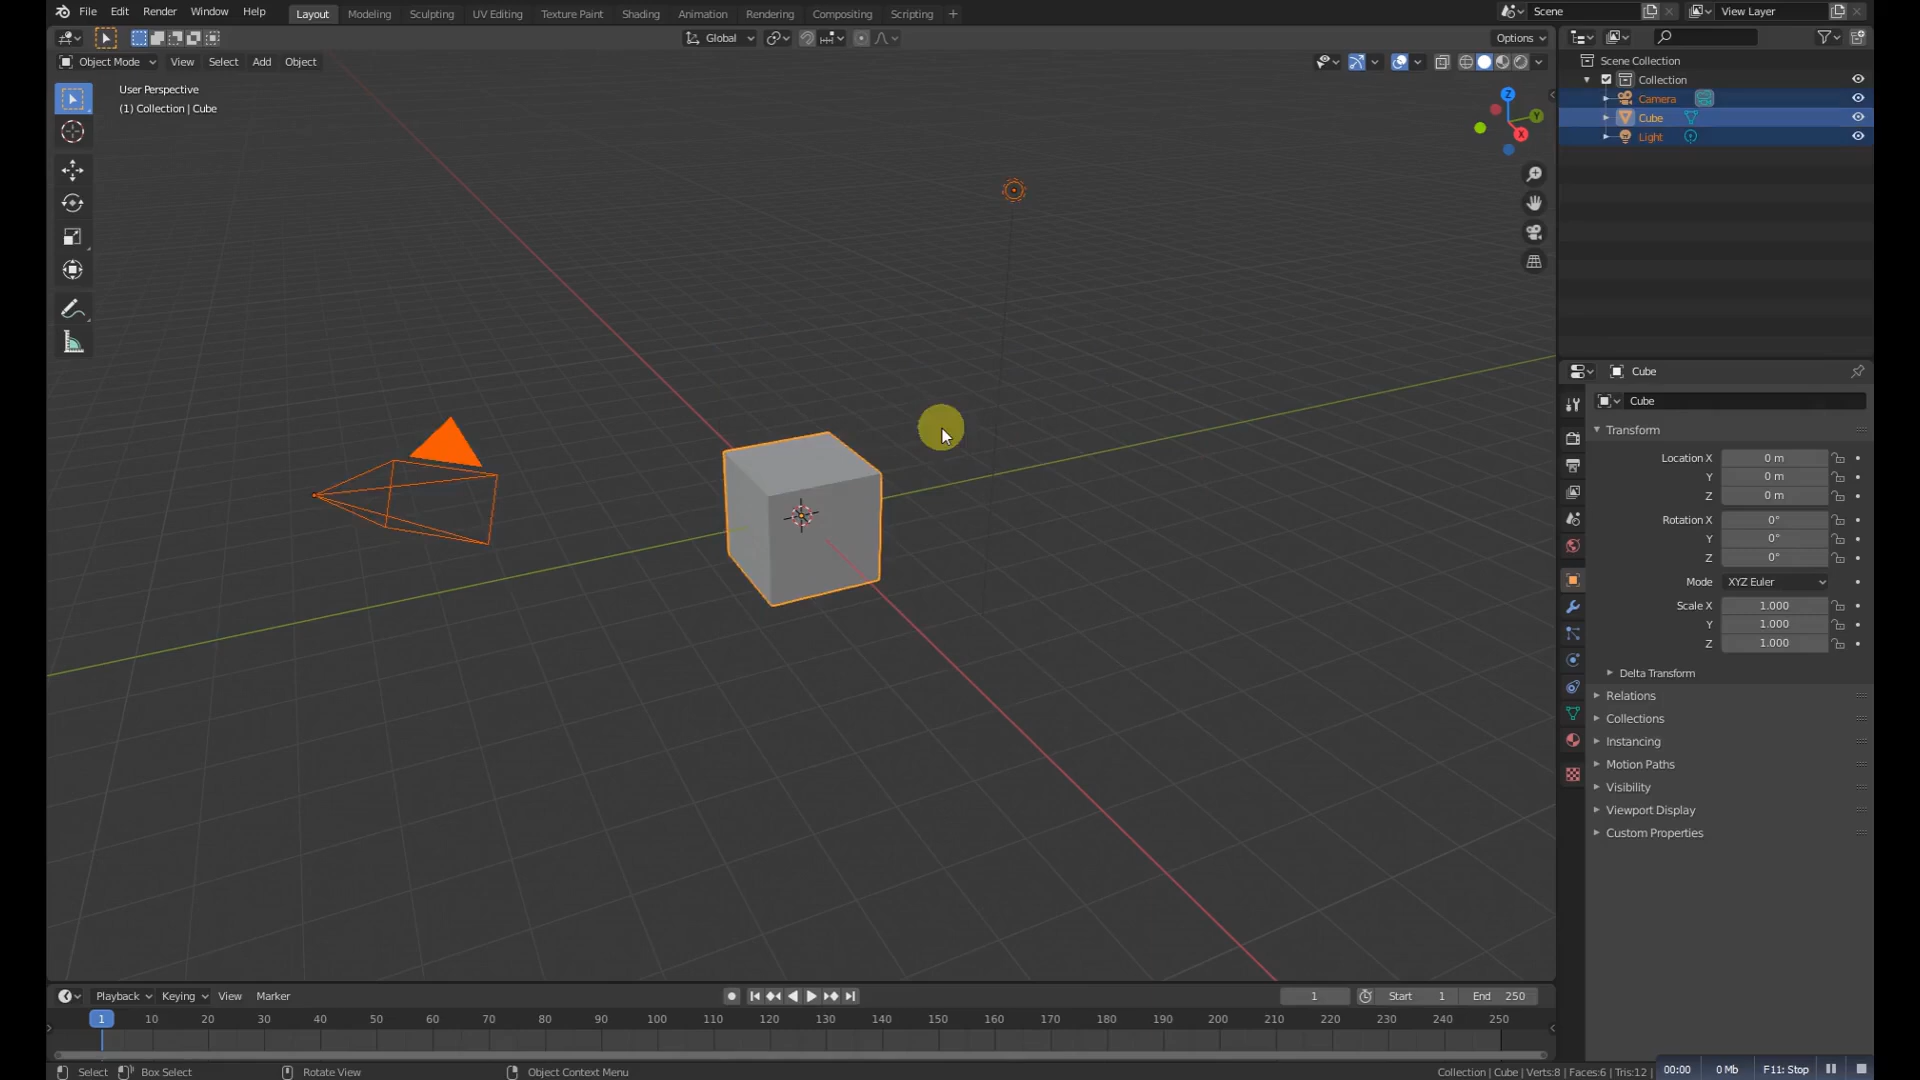 File Edit Render Window Help Layout Modeling Sculpting UV Editing Texture Paint Shading Animation Rendering Compositing Scripting + Scene View Layer
Global Options
Object Mode View Select Add Object
User Perspective
(1) Collection | Cube
Z
Y
X
Scene Collection
Collection
Camera
Cube
Light
Cube
Cube
Transform
Location X 0 m
Y 0 m
Z 0 m
Rotation X 0°
Y 0°
Z 0°
Mode XYZ Euler
Scale X 1.000
Y 1.000
Z 1.000
Delta Transform
Relations
Collections
Instancing
Motion Paths
Visibility
Viewport Display
Custom Properties
Playback Keying View Marker 1 Start 1 End 250
1 10 20 30 40 50 60 70 80 90 100 110 120 130 140 150 160 170 180 190 200 210 220 230 240 250
Select Box Select Rotate View Object Context Menu Collection | Cube | Verts:8 | Faces:6 | Tris:12 | 00:00 0 Mb F11: Stop